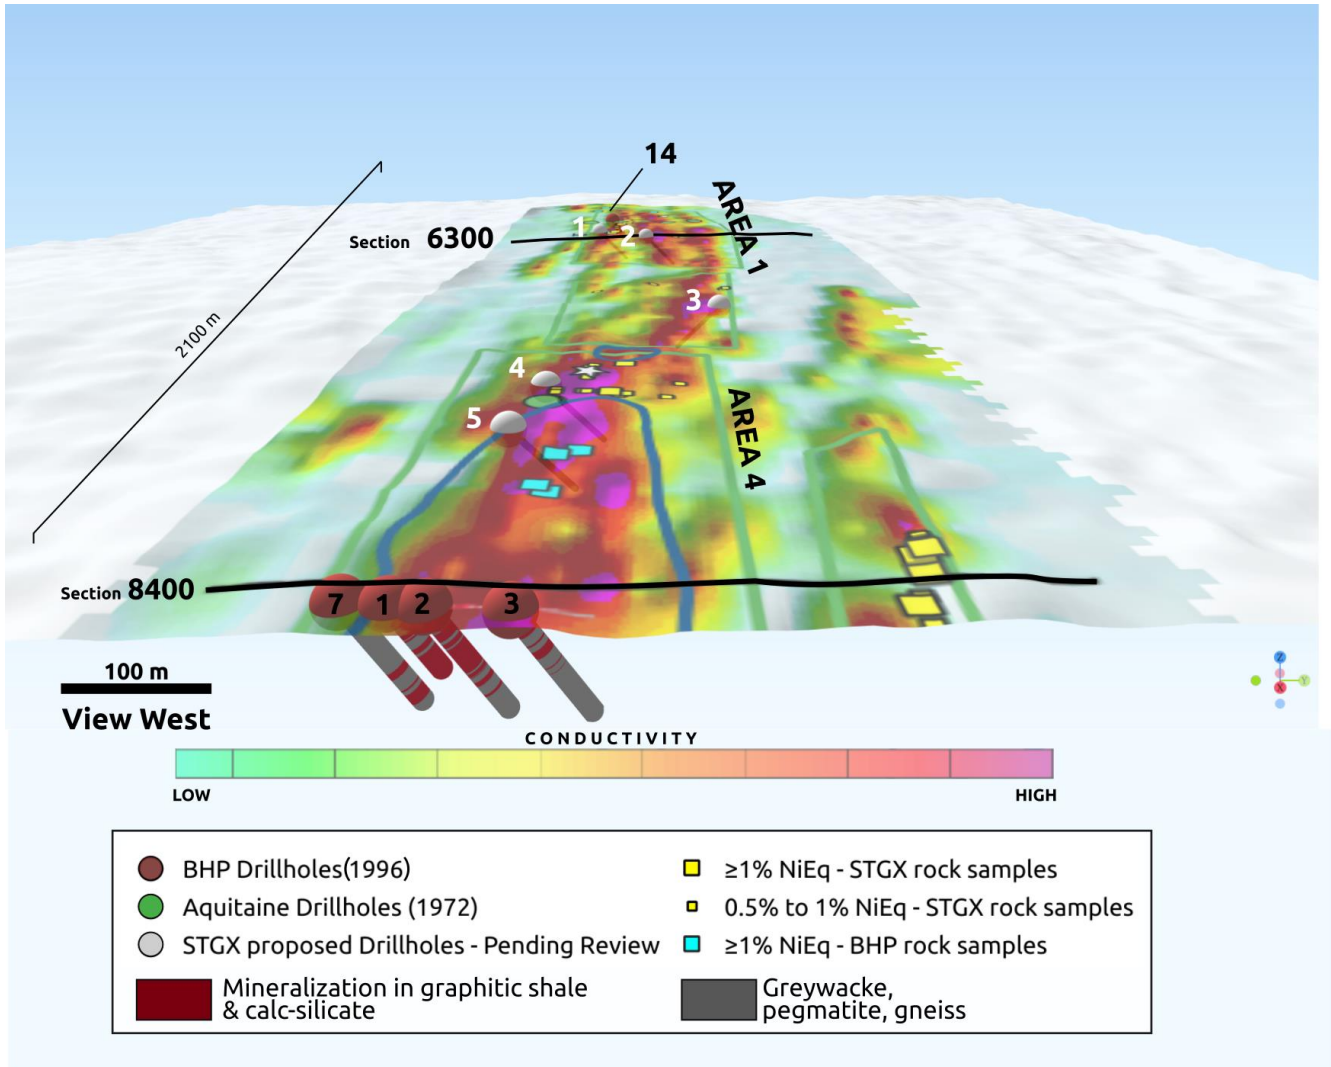 14
AREA 1
1
2
Section 6300
3
2100 m
4
AREA 4
5
Section 8400
7
1
2
3
100 m
View West
Z
X
Y
CONDUCTIVITY
LOW
HIGH
BHP Drillholes(1996)
≥1% NiEq - STGX rock samples
Aquitaine Drillholes (1972)
0.5% to 1% NiEq - STGX rock samples
STGX proposed Drillholes - Pending Review
≥1% NiEq - BHP rock samples
Mineralization in graphitic shale
& calc-silicate
Greywacke,
pegmatite, gneiss